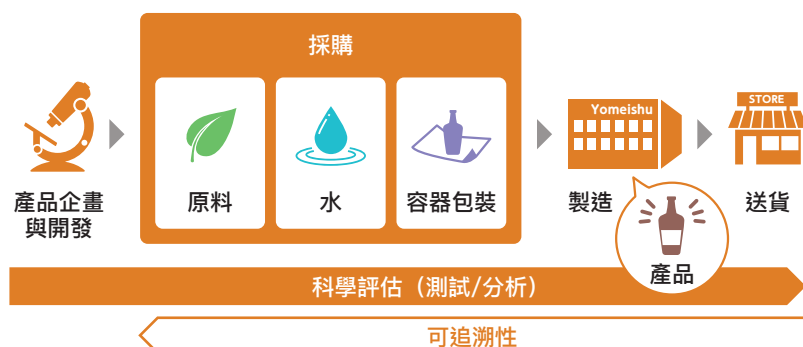 採購
產品企畫
與開發
原料
水
容器包裝
Yomeishu
製造
STORE
送貨
產品
科學評估（測試/分析）
可追溯性